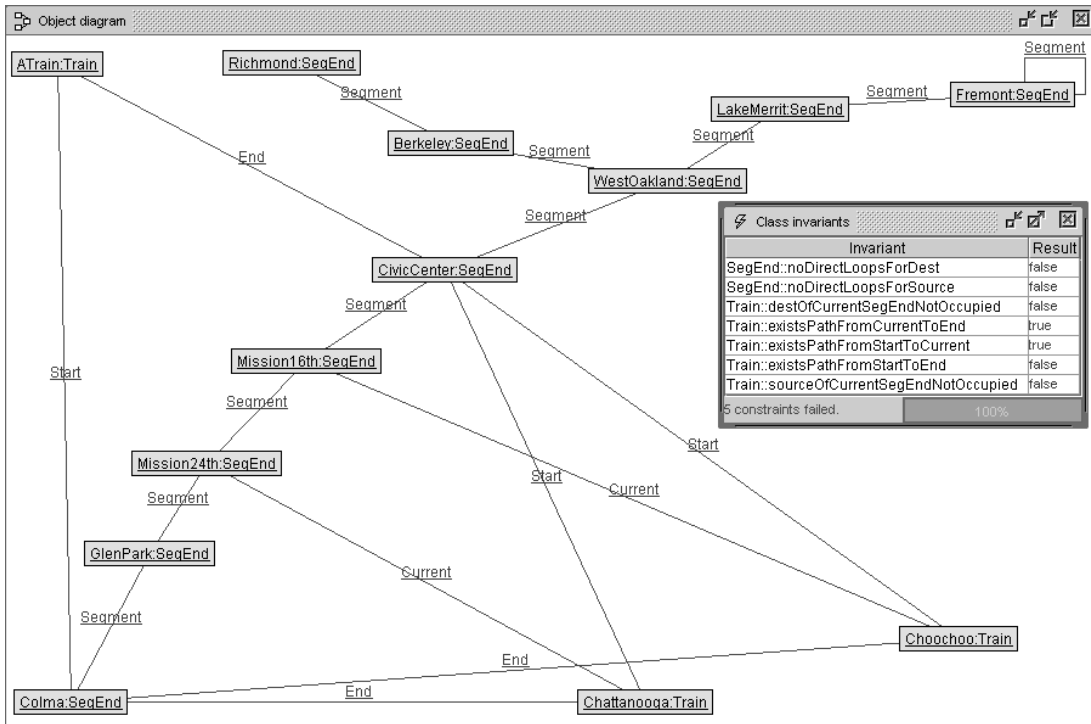 Object diagram
Segment
ATrain:Train
Richmond:SegEnd
Segment
Segment
Fremont:SegEnd
LakeMerrit:SegEnd
Berkeley:SegEnd
Segment
Segment
End
WestOakland:SegEnd
Segment
Class invariants
Invariant Result
SegEnd::noDirectLoopsForDest false
SegEnd::noDirectLoopsForSource false
Train::destOfCurrentSegEndNotOccupied false
Train::existsPathFromCurrentToEnd true
Train::existsPathFromStartToCurrent true
Train::existsPathFromStartToEnd false
Train::sourceOfCurrentSegEndNotOccupied false
5 constraints failed. 100%
CivicCenter:SegEnd
Segment
Mission16th:SegEnd
Start
Segment
Start
Mission24th:SegEnd
Start
Current
Segment
GlenPark:SegEnd
Current
Segment
Choochoo:Train
End
End
Colma:SegEnd
Chattanooga:Train